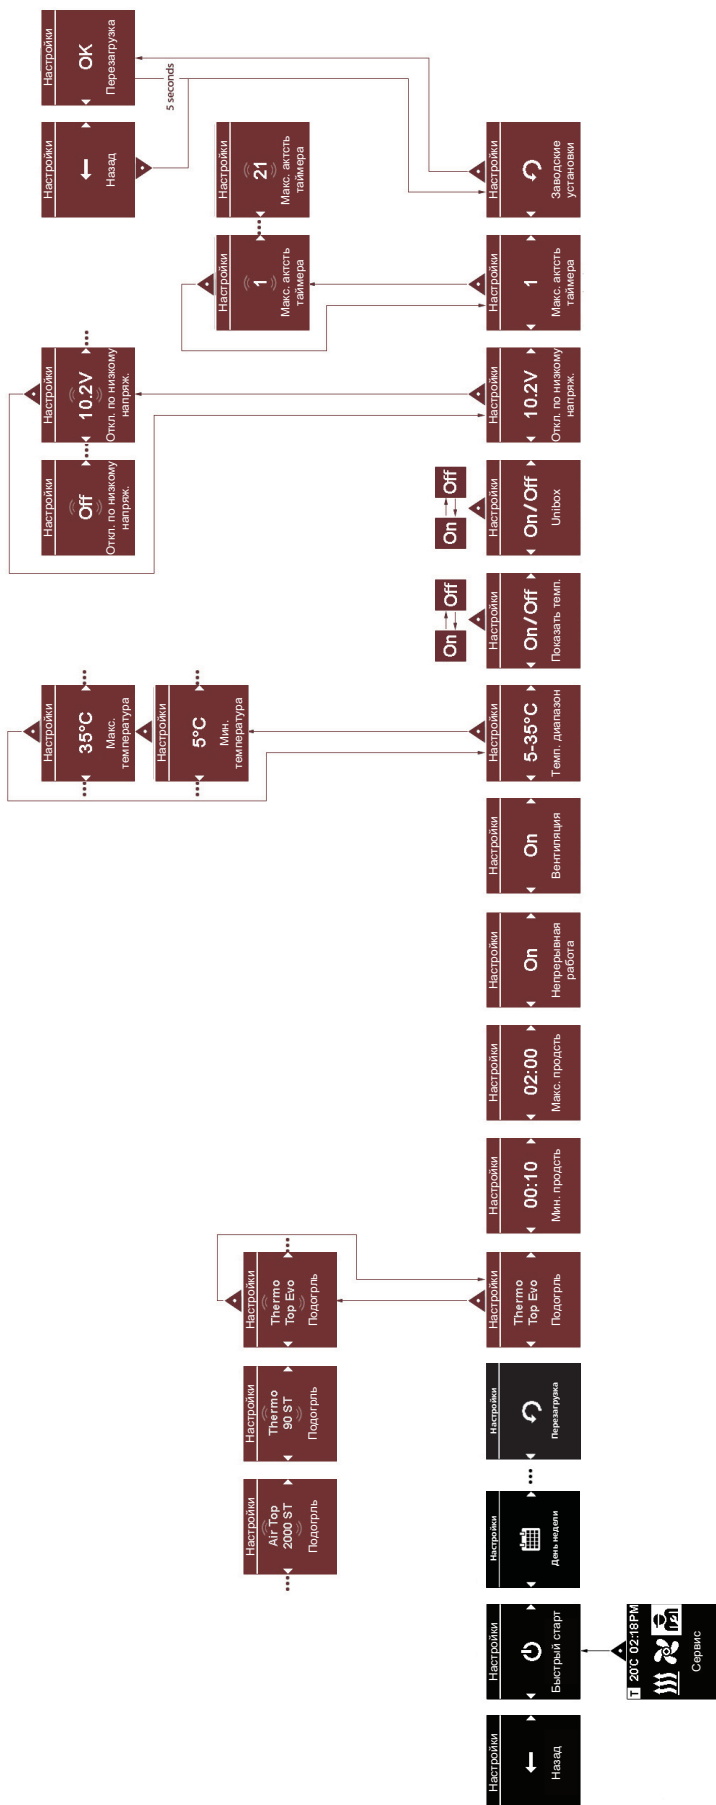 Настройки
OK
Перезагрузка
5 seconds
Настройки
Назад
Настройки
21
Макс. актсть
таймера
Настройки
Заводские
установки
Настройки
1
Макс. актсть
таймера
Настройки
1
Макс. актсть
таймера
Настройки
10.2V
Откл. по низкому
напряж.
Настройки
10.2V
Откл. по низкому
напряж.
Настройки
Off
Откл. по низкому
напряж.
On
Off
Настройки
On/Off
Unibox
On
Off
Настройки
On/Off
Показать темп.
Настройки
35°C
Макс.
температура
Настройки
5°C
Мин.
температура
Настройки
5-35°C
Темп. диапазон
Настройки
On
Вентиляция
Настройки
On
Непрерывная
работа
Настройки
02:00
Макс. продсть
Настройки
00:10
Мин. продсть
Настройки
Thermo
Top Evo
Подогрль
Настройки
Thermo
Top Evo
Подогрль
Настройки
Thermo
90 ST
Подогрль
Настройки
Перезагрузка
Настройки
Air Top
2000 ST
Подогрль
Настройки
День недели
Настройки
Быстрый старт
T 20°C 02:18PM
Сервис
Настройки
Назад